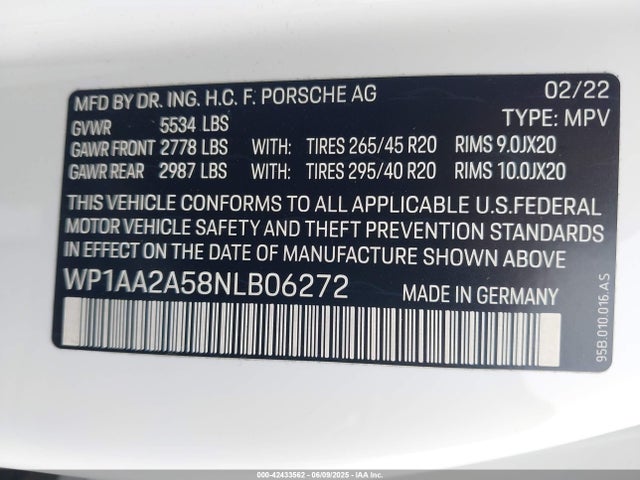 MFD BY DR. ING. H.C. F. PORSCHE AG 02/22
GVWR 5534 LBS TYPE: MPV
GAWR FRONT 2778 LBS WITH: TIRES 265/45 R20 RIMS 9.0JX20
GAWR REAR 2987 LBS WITH: TIRES 295/40 R20 RIMS 10.0JX20
THIS VEHICLE CONFORMS TO ALL APPLICABLE U.S.FEDERAL
MOTOR VEHICLE SAFETY AND THEFT PREVENTION STANDARDS
IN EFFECT ON THE DATE OF MANUFACTURE SHOWN ABOVE
WP1AA2A58NLB06272 MADE IN GERMANY
95B.010.016.AS
000-42433562 - 06/09/2025 - IAA Inc.